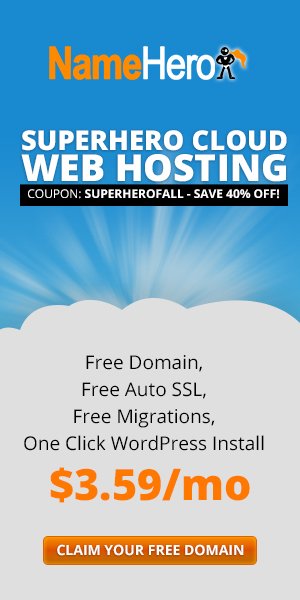 NameHero
SUPERHERO CLOUD
WEB HOSTING
COUPON: SUPERHEROFALL - SAVE 40% OFF!
Free Domain,
Free Auto SSL,
Free Migrations,
One Click WordPress Install
$3.59/mo
CLAIM YOUR FREE DOMAIN